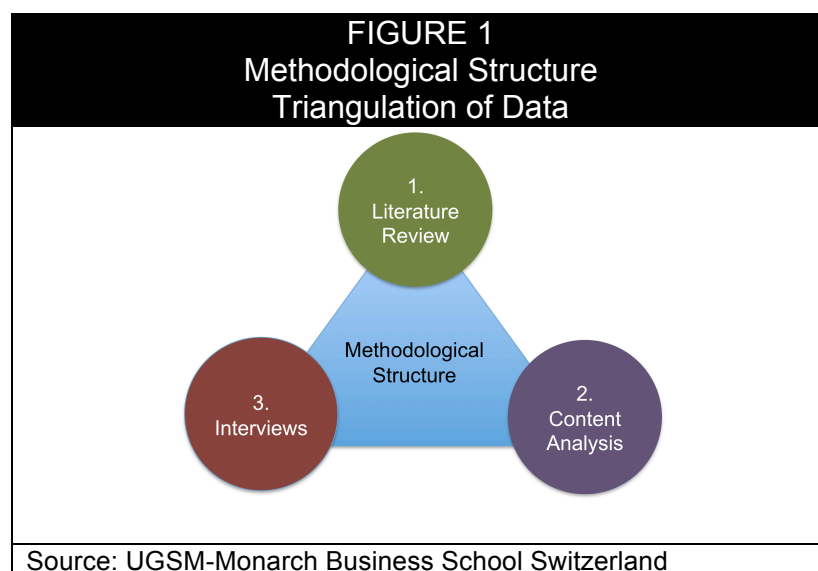 FIGURE 1
Methodological Structure
Triangulation of Data
1.
Literature
Review
Methodological
Structure
3.
Interviews
2.
Content
Analysis
Source: UGSM-Monarch Business School Switzerland